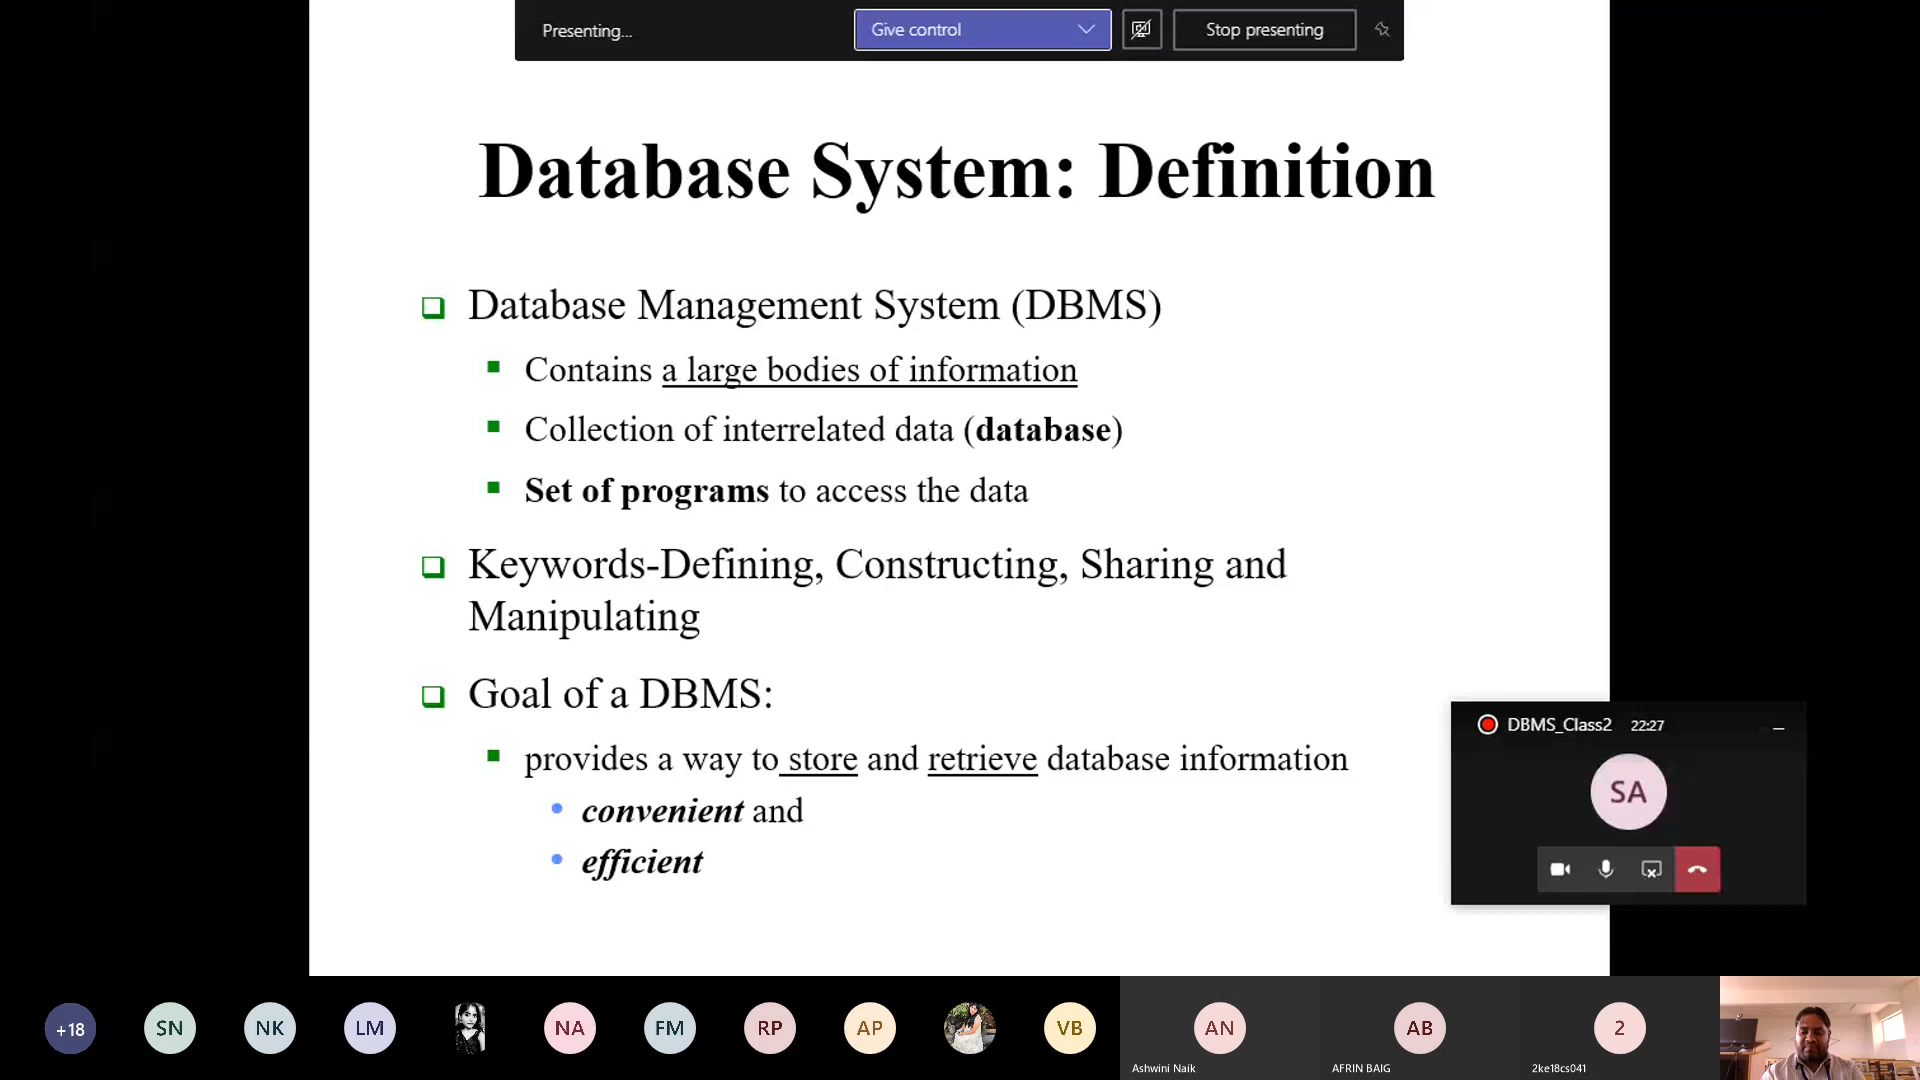 Presenting...
Give control
Stop presenting
Database System: Definition
Database Management System (DBMS)
Contains a large bodies of information
Collection of interrelated data (database)
Set of programs to access the data
Keywords-Defining, Constructing, Sharing and
Manipulating
Goal of a DBMS:
provides a way to store and retrieve database information
convenient and
efficient
DBMS_Class2 22:27
SA
+18 SN NK LM NA FM RP AP VB AN AB 2
Ashwini Naik AFRIN BAIG 2ke18cs041